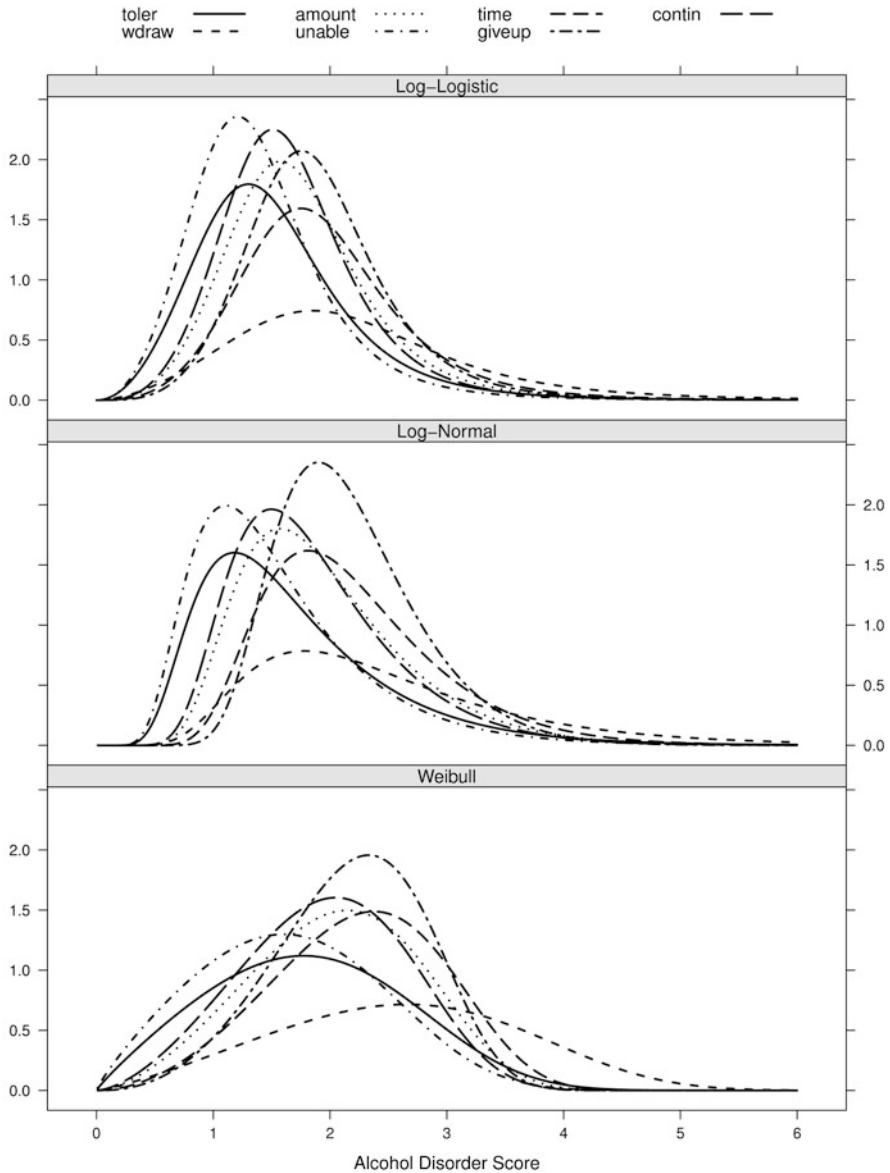 toler amount time contin
wdraw unable giveup
Log−Logistic
2.0
1.5
1.0
0.5
0.0
Log−Normal
2.0
1.5
1.0
0.5
0.0
Weibull
2.0
1.5
1.0
0.5
0.0
0 1 2 3 4 5 6
Alcohol Disorder Score